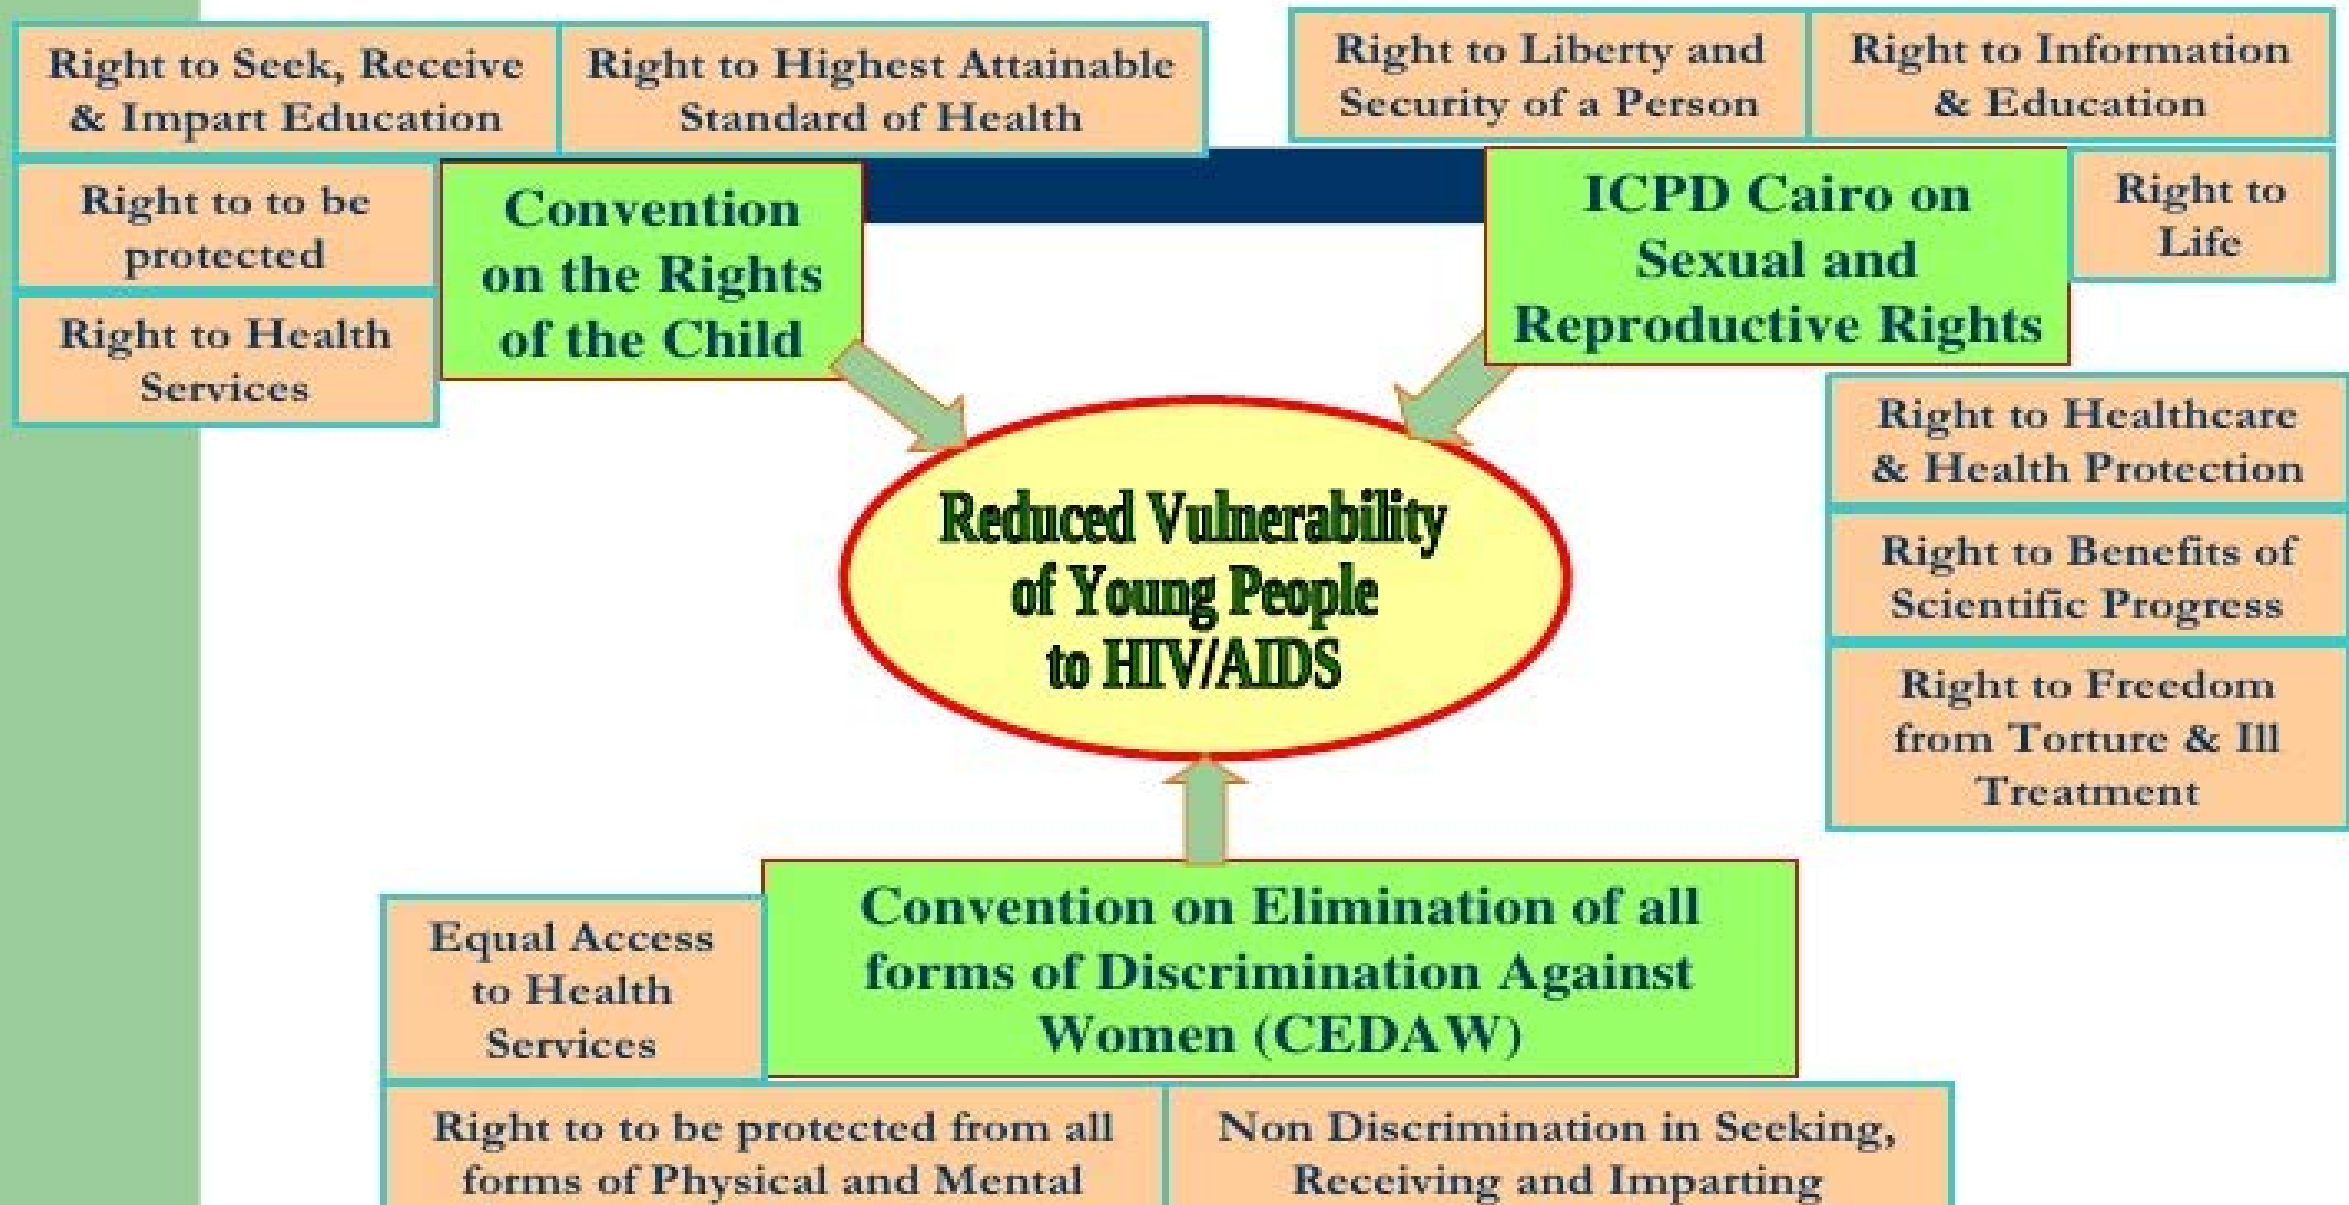 Right to Seek, Receive
& Impart Education
Right to Highest Attainable
Standard of Health
Right to to be
protected
Right to Health
Services
Convention
on the Rights
of the Child
Right to Liberty and
Security of a Person
Right to Information
& Education
ICPD Cairo on
Sexual and
Reproductive Rights
Right to
Life
Right to Healthcare
& Health Protection
Right to Benefits of
Scientific Progress
Right to Freedom
from Torture & Ill
Treatment
Reduced Vulnerability
of Young People
to HIV/AIDS
Equal Access
to Health
Services
Convention on Elimination of all
forms of Discrimination Against
Women (CEDAW)
Right to to be protected from all
forms of Physical and Mental
Non Discrimination in Seeking,
Receiving and Imparting